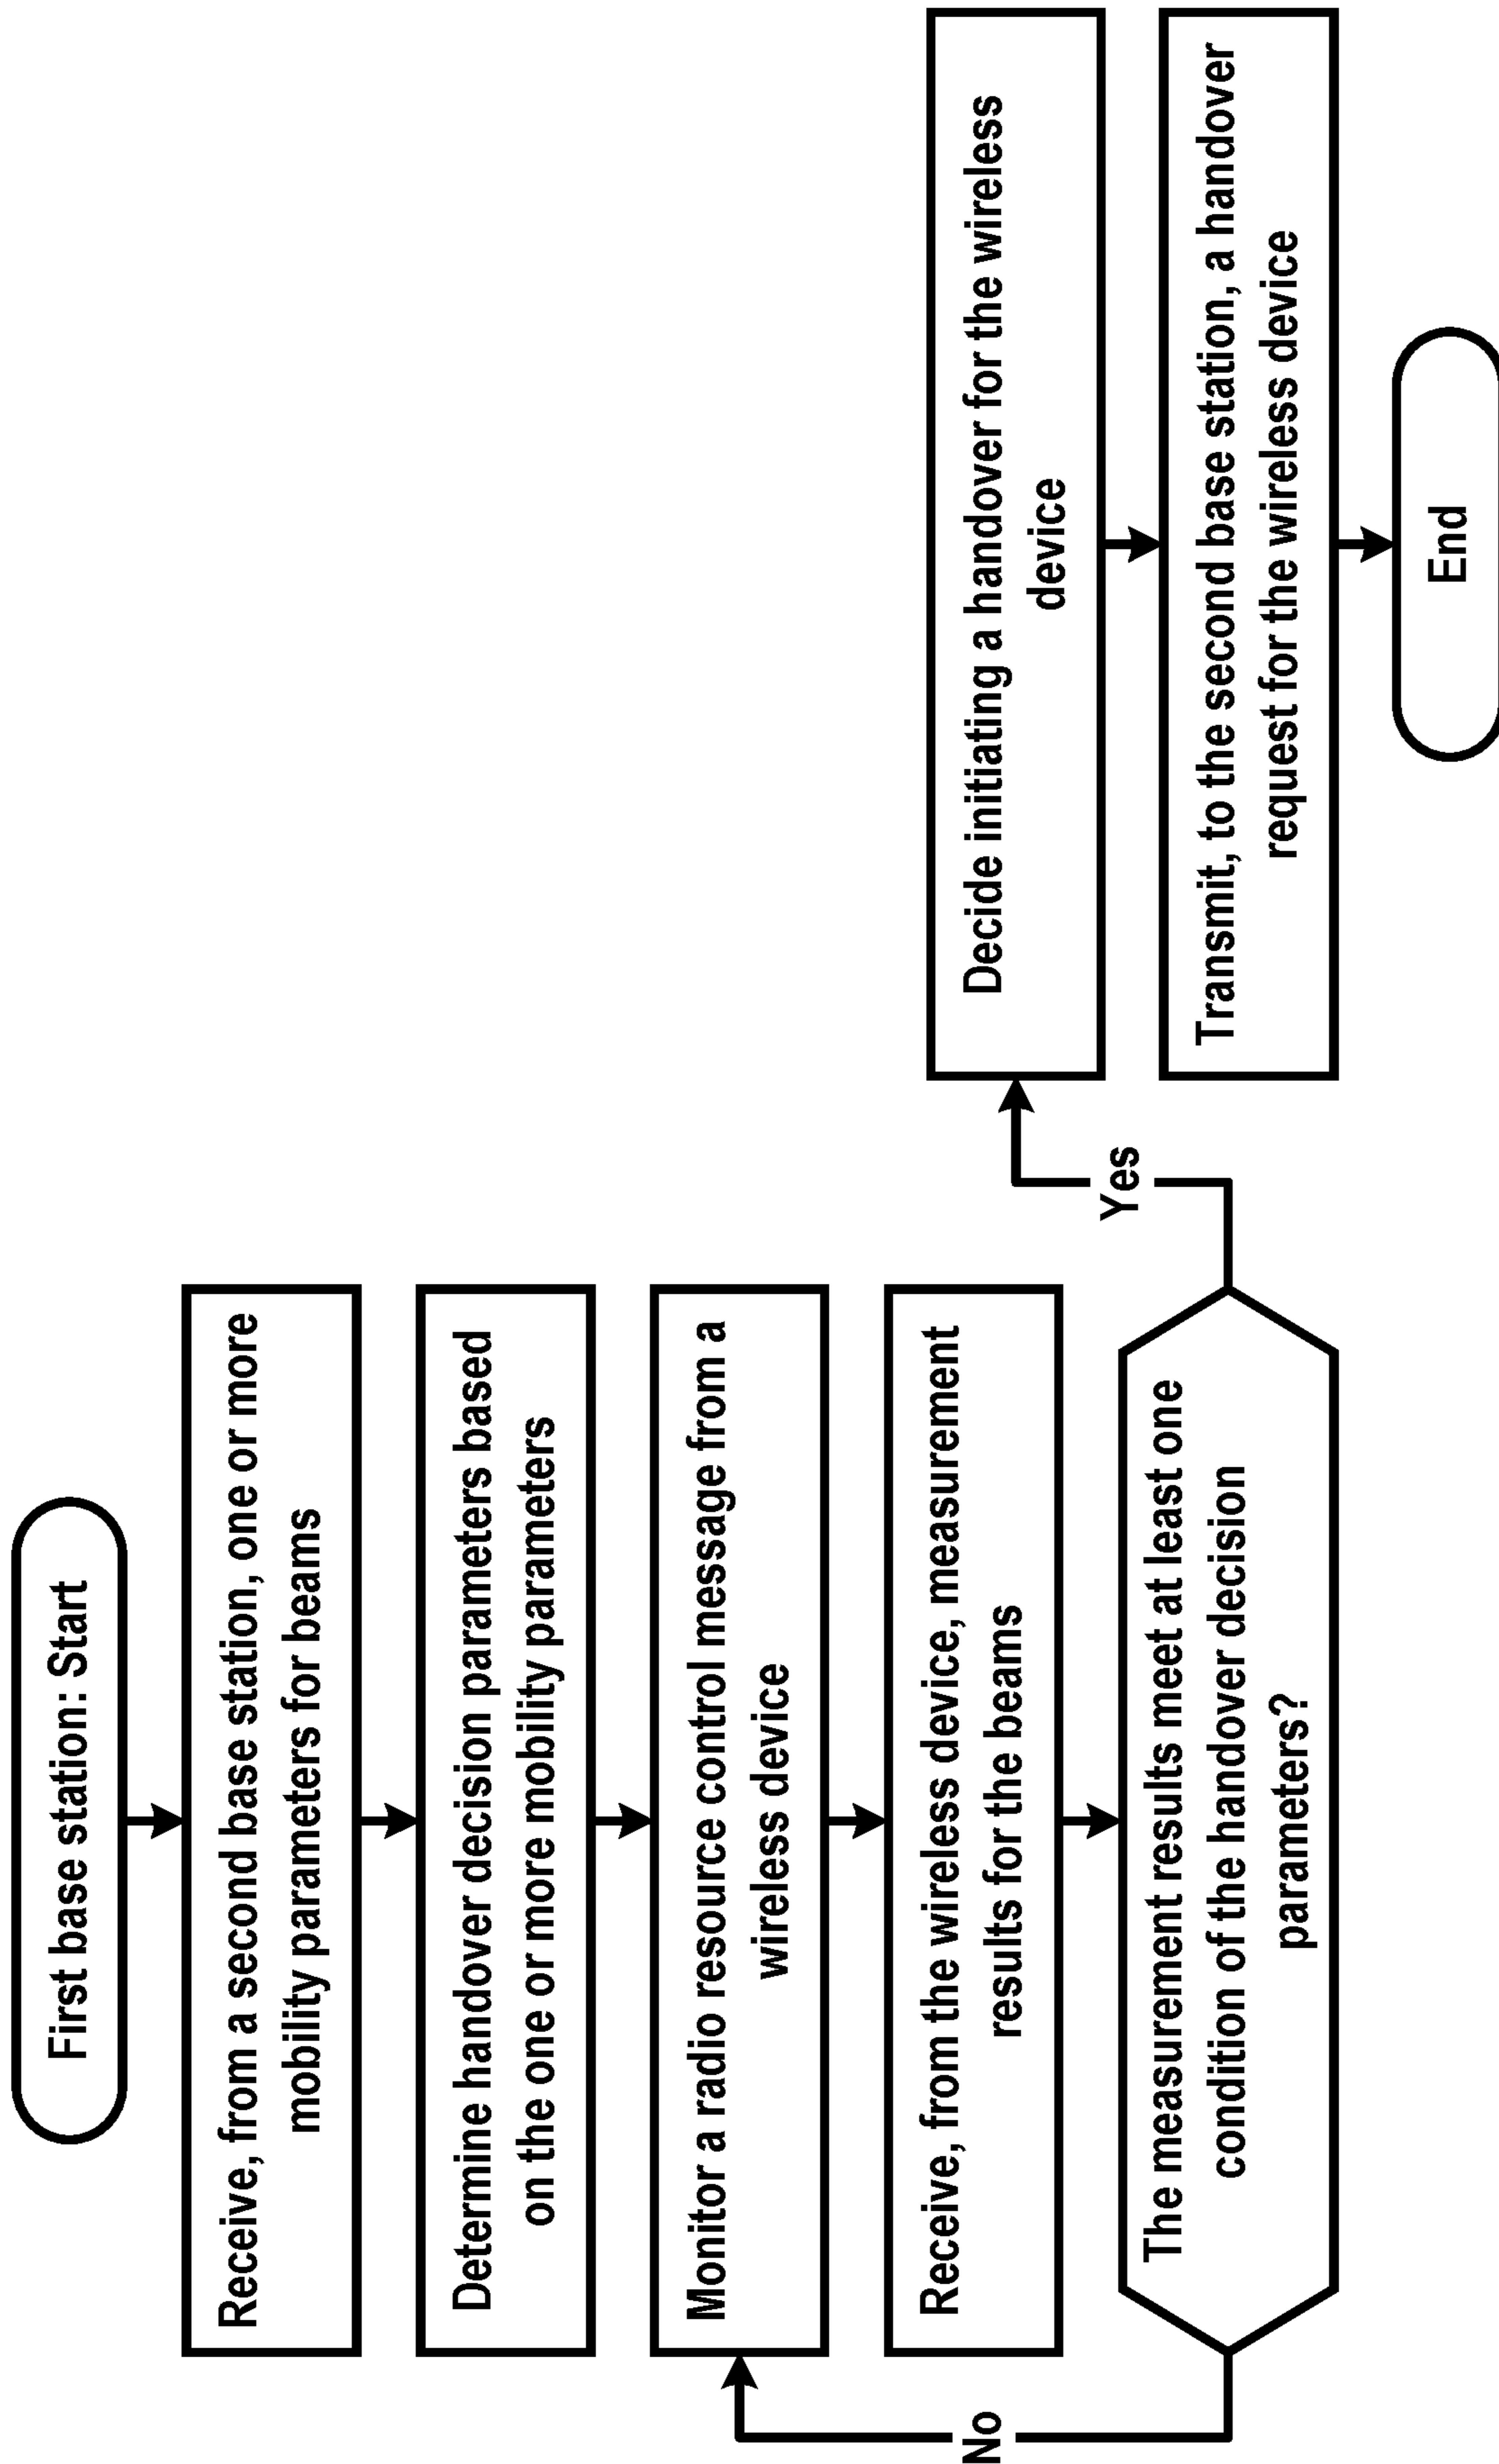 First base station: Start
Receive, from a second base station, one or more
mobility parameters for beams
Determine handover decision parameters based
on the one or more mobility parameters
Monitor a radio resource control message from a
wireless device
Receive, from the wireless device, measurement
results for the beams
The measurement results meet at least one
condition of the handover decision
parameters?
No
Yes
Decide initiating a handover for the wireless
device
Transmit, to the second base station, a handover
request for the wireless device
End